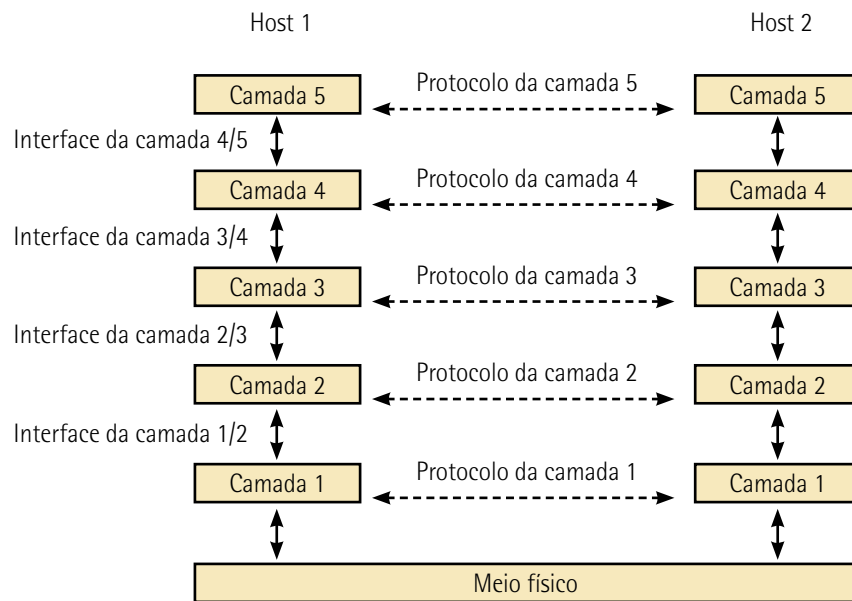 Host 1
Host 2
Camada 5
Protocolo da camada 5
Camada 5
Interface da camada 4/5
Camada 4
Protocolo da camada 4
Camada 4
Interface da camada 3/4
Camada 3
Protocolo da camada 3
Camada 3
Interface da camada 2/3
Camada 2
Protocolo da camada 2
Camada 2
Interface da camada 1/2
Camada 1
Protocolo da camada 1
Camada 1
Meio físico